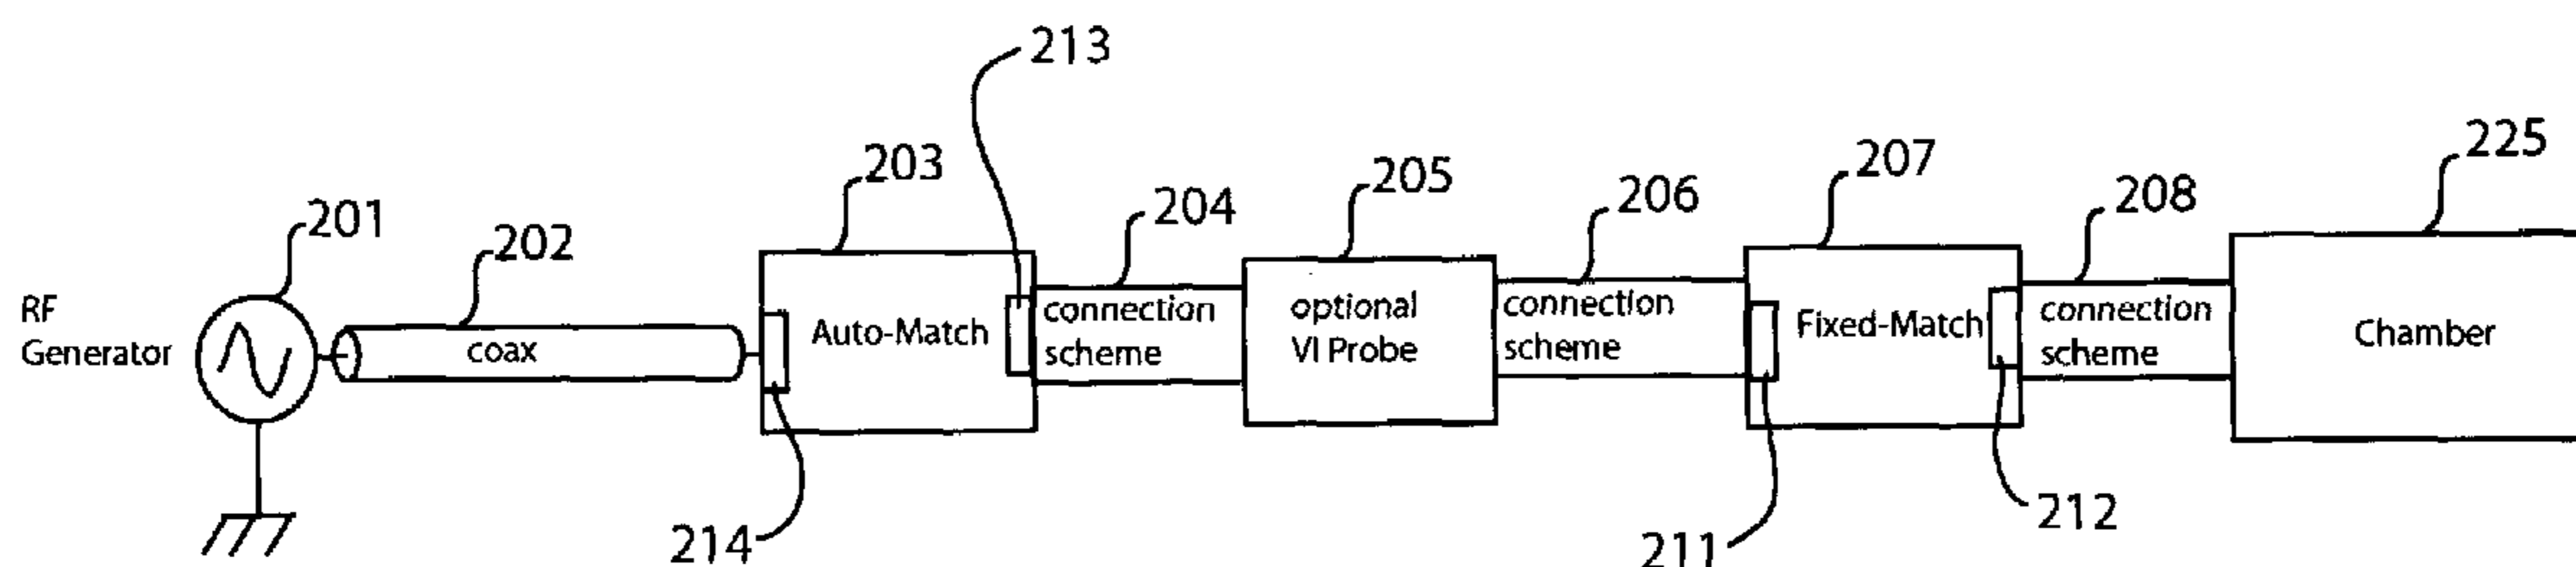 213
203
204
205
206
207
208
225
201
202
RF
Generator
coax
Auto-Match
connection
scheme
optional
VI Probe
connection
scheme
Fixed-Match
connection
scheme
Chamber
214
211
212